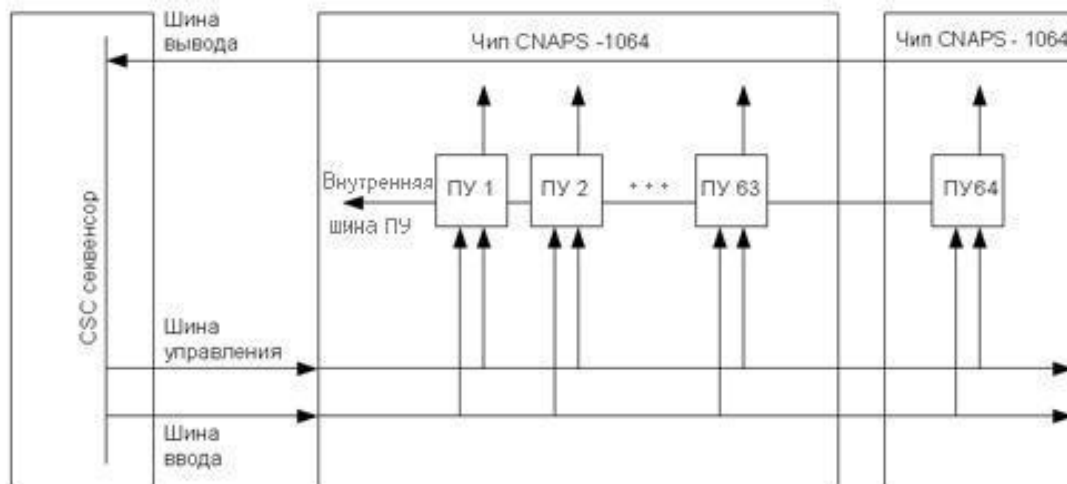 Шина
вывода
Чип CNAPS -1064
Чип CNAPS - 1064
Внутренняя
шина ПУ
ПУ 1
ПУ 2
+ + +
ПУ 63
ПУ64
CSC секвенсор
Шина
управления
Шина
ввода